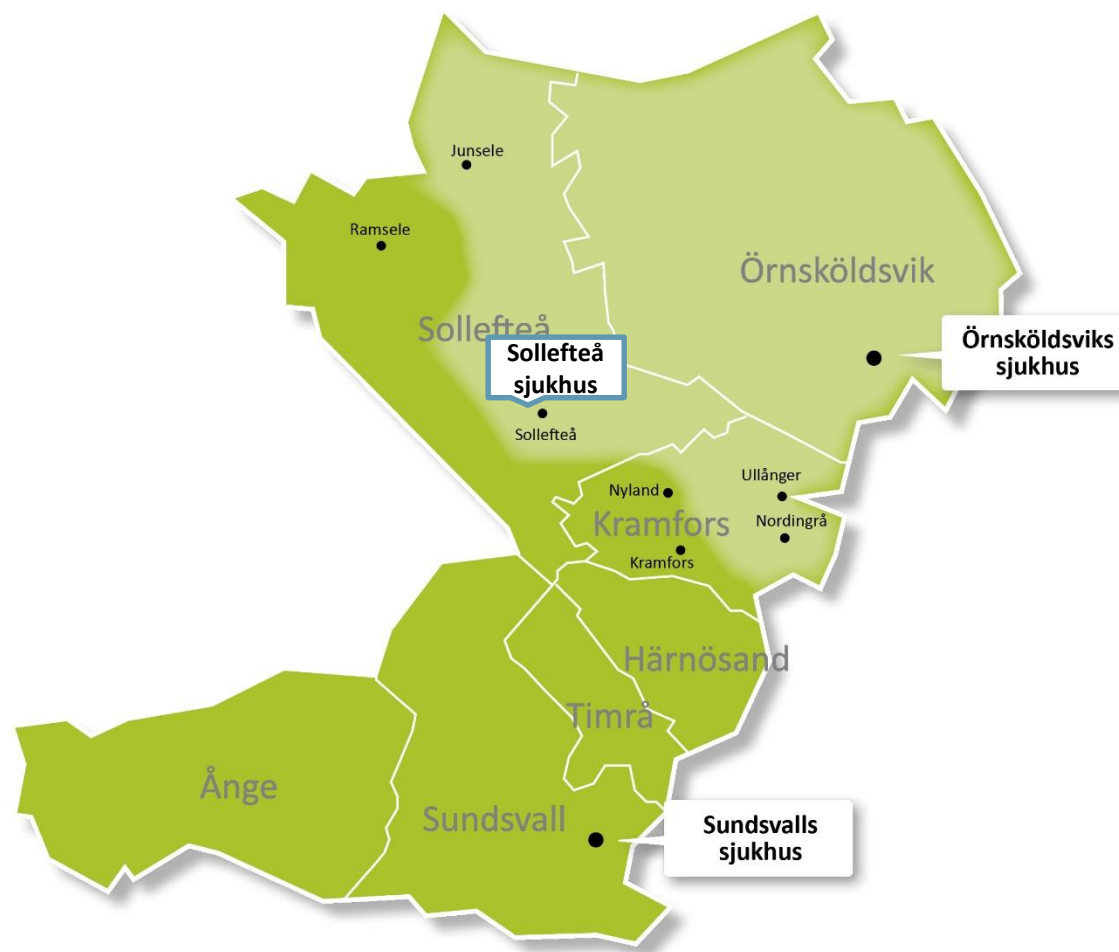 Junsele
Ramsele
Örnsköldsvik
Sollefteå
Sollefteå
sjukhus
Örnsköldsviks
sjukhus
Sollefteå
Ullånger
Nyland
Nordingrå
Kramfors
Kramfors
Härnösand
Timrå
Ånge
Sundsvall
Sundsvalls
sjukhus